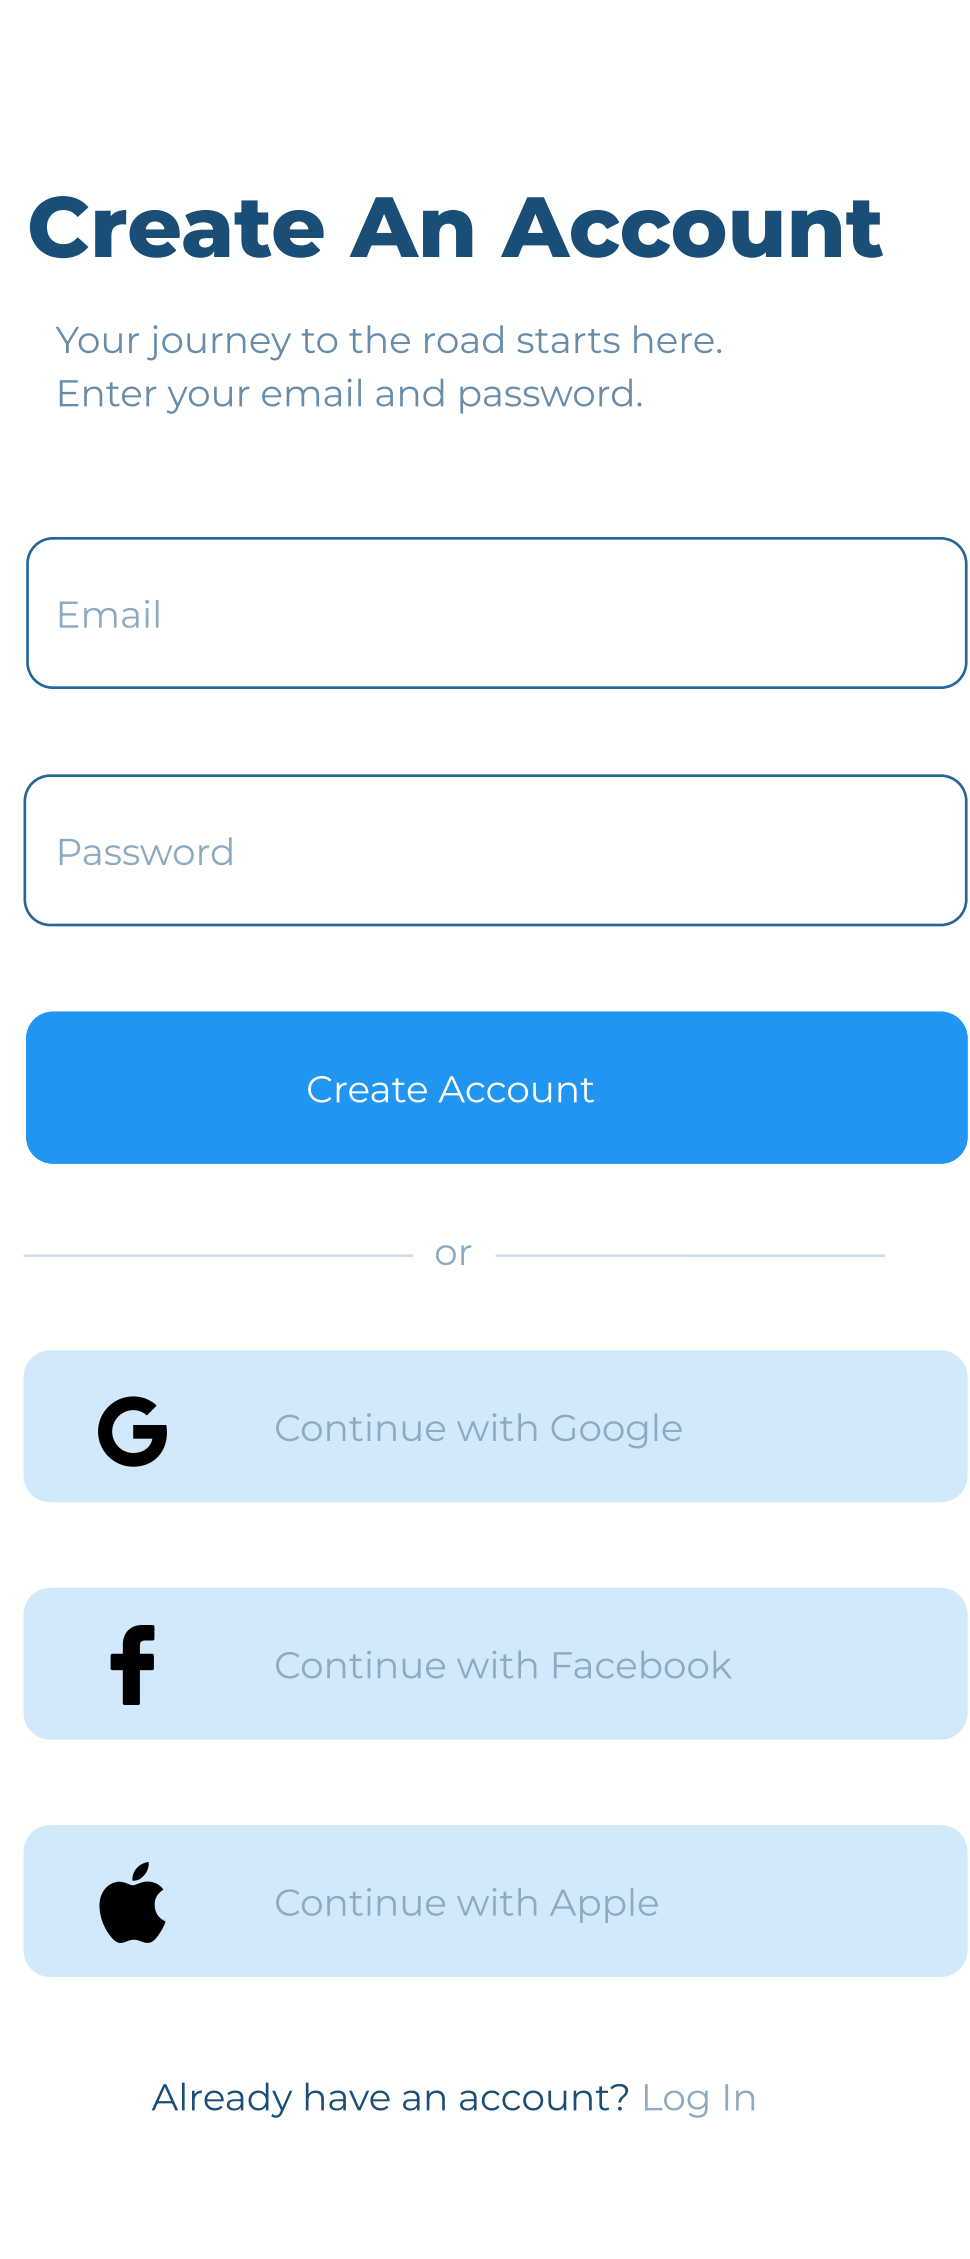 Create An Account
Your journey to the road starts here.
Enter your email and password.
Email
Password
Create Account
or
Continue with Google
Continue with Facebook
Continue with Apple
Already have an account? Log In